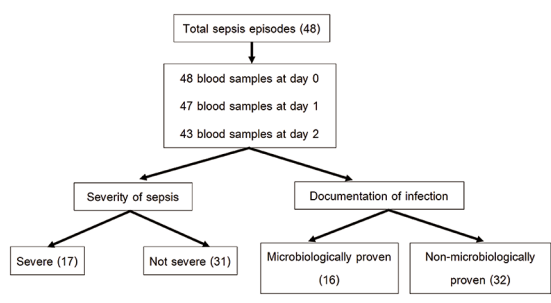 Total sepsis episodes (48)
48 blood samples at day 0
47 blood samples at day 1
43 blood samples at day 2
Severity of sepsis
Documentation of infection
Severe (17)
Not severe (31)
Microbiologically proven
(16)
Non-microbiologically
proven (32)